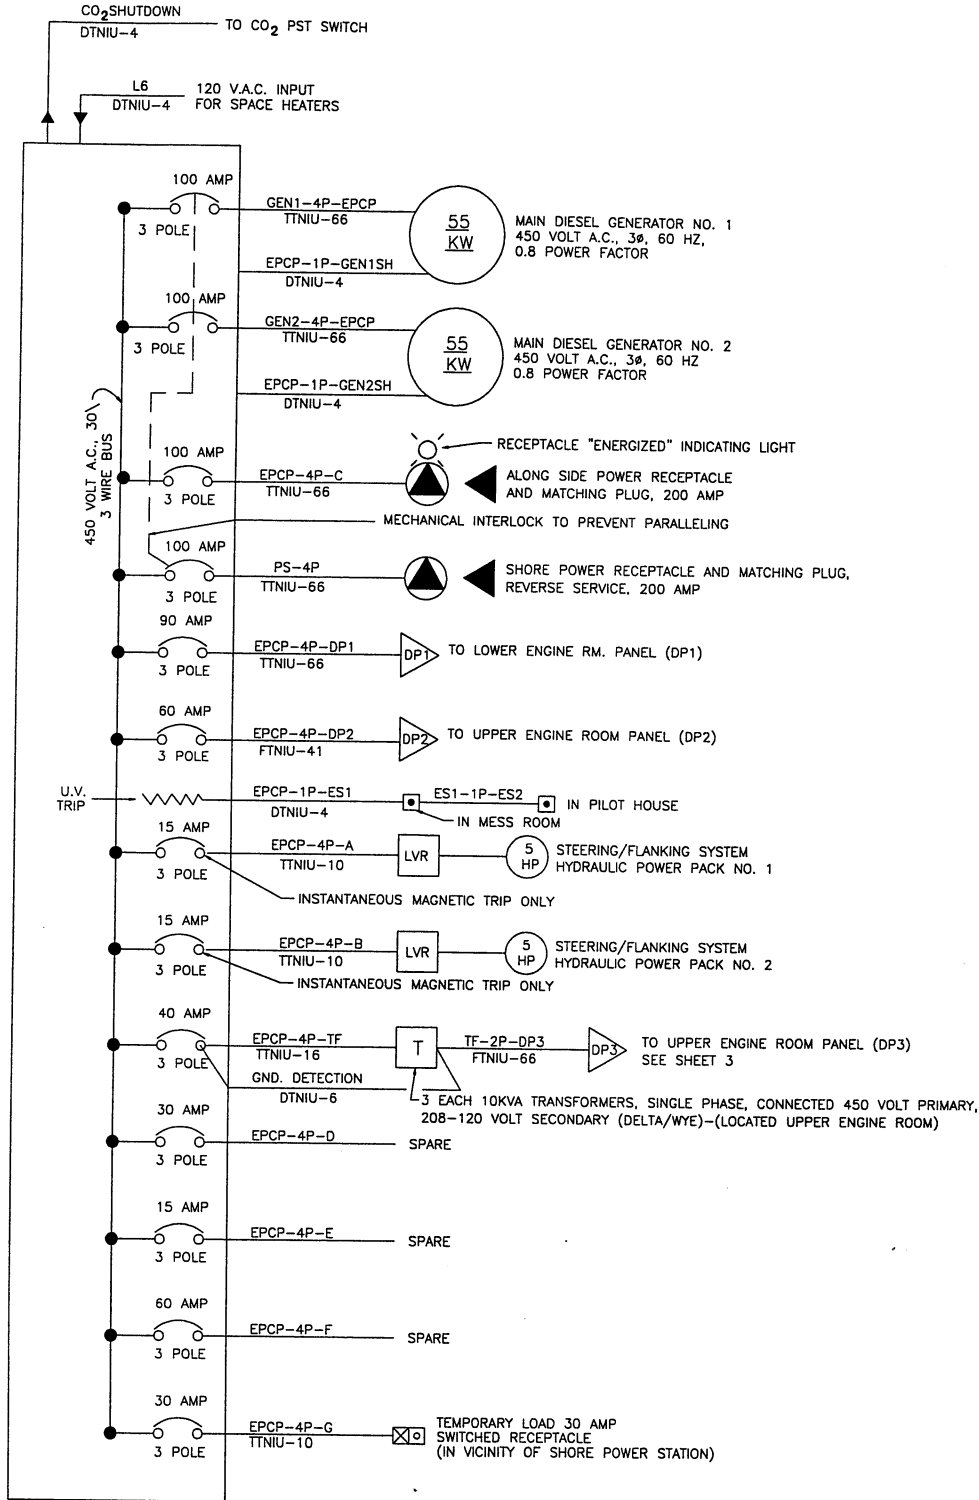 CO2SHUTDOWN
DTNIU-4
TO CO2 PST SWITCH
L6
DTNIU-4
120 V.A.C. INPUT
FOR SPACE HEATERS
100 AMP
3 POLE
GEN1-4P-EPCP
TTNIU-66
55
KW
MAIN DIESEL GENERATOR NO. 1
450 VOLT A.C., 3ø, 60 HZ,
0.8 POWER FACTOR
EPCP-1P-GEN1SH
DTNIU-4
100 AMP
3 POLE
GEN2-4P-EPCP
TTNIU-66
55
KW
MAIN DIESEL GENERATOR NO. 2
450 VOLT A.C., 3ø, 60 HZ
0.8 POWER FACTOR
EPCP-1P-GEN2SH
DTNIU-4
450 VOLT A.C., 30\
3 WIRE BUS
RECEPTACLE "ENERGIZED" INDICATING LIGHT
100 AMP
3 POLE
EPCP-4P-C
TTNIU-66
ALONG SIDE POWER RECEPTACLE
AND MATCHING PLUG, 200 AMP
MECHANICAL INTERLOCK TO PREVENT PARALLELING
100 AMP
3 POLE
PS-4P
TTNIU-66
SHORE POWER RECEPTACLE AND MATCHING PLUG,
REVERSE SERVICE, 200 AMP
90 AMP
3 POLE
EPCP-4P-DP1
TTNIU-66
DP1
TO LOWER ENGINE RM. PANEL (DP1)
60 AMP
3 POLE
EPCP-4P-DP2
FTNIU-41
DP2
TO UPPER ENGINE ROOM PANEL (DP2)
U.V.
TRIP
EPCP-1P-ES1
DTNIU-4
ES1-1P-ES2
IN PILOT HOUSE
IN MESS ROOM
15 AMP
3 POLE
EPCP-4P-A
TTNIU-10
LVR
5
HP
STEERING/FLANKING SYSTEM
HYDRAULIC POWER PACK NO. 1
INSTANTANEOUS MAGNETIC TRIP ONLY
15 AMP
3 POLE
EPCP-4P-B
TTNIU-10
LVR
5
HP
STEERING/FLANKING SYSTEM
HYDRAULIC POWER PACK NO. 2
INSTANTANEOUS MAGNETIC TRIP ONLY
40 AMP
3 POLE
EPCP-4P-TF
TTNIU-16
T
TF-2P-DP3
FTNIU-66
DP3
TO UPPER ENGINE ROOM PANEL (DP3)
SEE SHEET 3
GND. DETECTION
DTNIU-6
3 EACH 10KVA TRANSFORMERS, SINGLE PHASE, CONNECTED 450 VOLT PRIMARY,
208-120 VOLT SECONDARY (DELTA/WYE)-(LOCATED UPPER ENGINE ROOM)
30 AMP
3 POLE
EPCP-4P-D
SPARE
15 AMP
3 POLE
EPCP-4P-E
SPARE
60 AMP
3 POLE
EPCP-4P-F
SPARE
30 AMP
3 POLE
EPCP-4P-G
TTNIU-10
TEMPORARY LOAD 30 AMP
SWITCHED RECEPTACLE
(IN VICINITY OF SHORE POWER STATION)